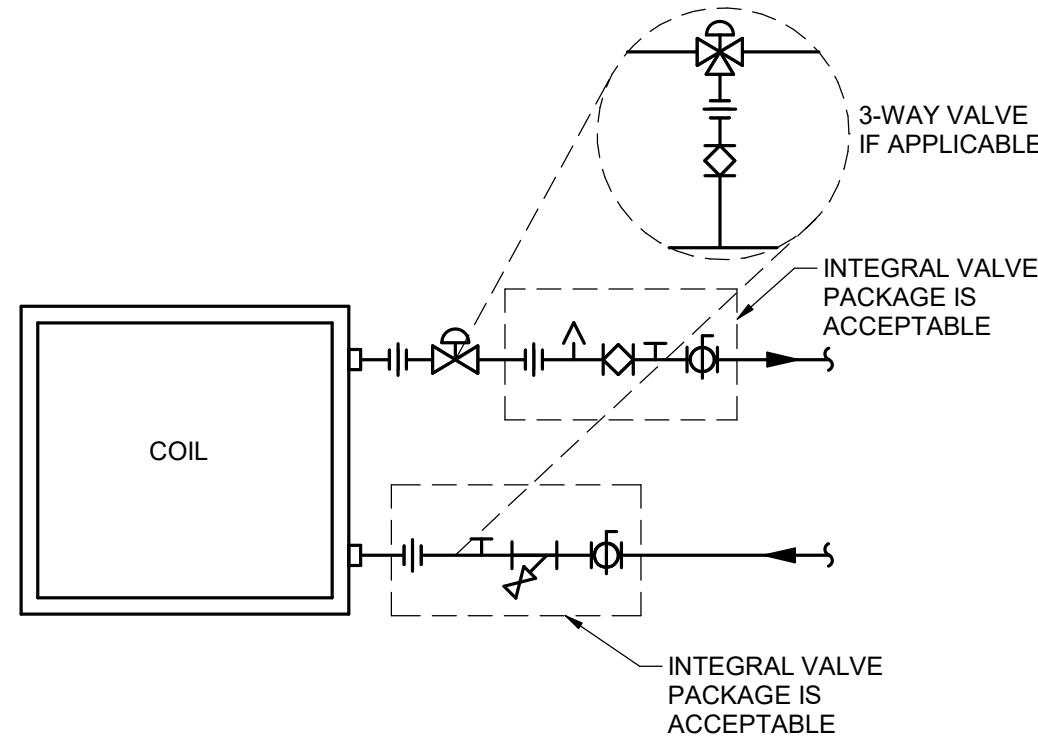 3-WAY VALVE
IF APPLICABLE
INTEGRAL VALVE
PACKAGE IS
ACCEPTABLE
COIL
INTEGRAL VALVE
PACKAGE IS
ACCEPTABLE